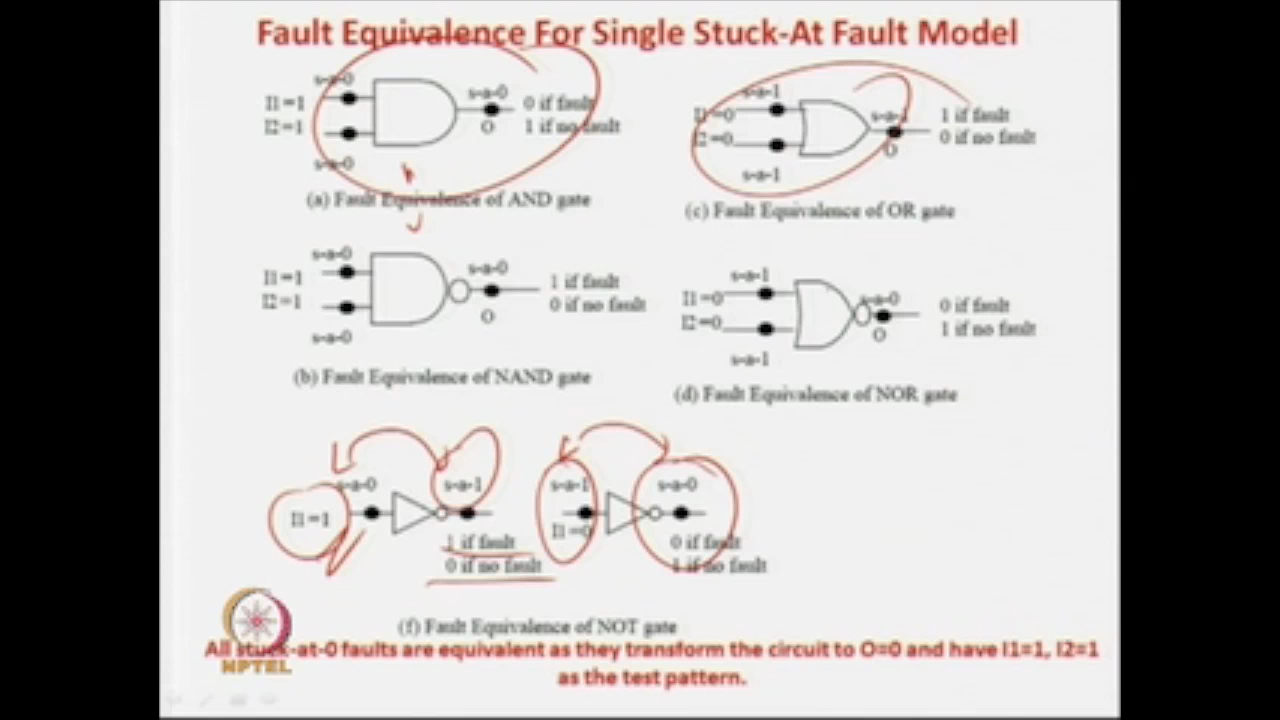 Fault Equivalence For Single Stuck-At Fault Model
s-a-0
I1=1
I2=1
s-a-0
s-a-0
O
0 if fault
1 if no fault
(a) Fault Equivalence of AND gate
s-a-1
I1=0
I2=0
s-a-1
s-a-1
O
1 if fault
0 if no fault
(c) Fault Equivalence of OR gate
s-a-0
I1=1
I2=1
s-a-0
s-a-0
O
1 if fault
0 if no fault
(b) Fault Equivalence of NAND gate
s-a-1
I1=0
I2=0
s-a-1
s-a-0
O
0 if fault
1 if no fault
(d) Fault Equivalence of NOR gate
s-a-0
I1=1
s-a-1
1 if fault
0 if no fault
s-a-1
I1=0
s-a-0
0 if fault
1 if no fault
(f) Fault Equivalence of NOT gate
All stuck-at-0 faults are equivalent as they transform the circuit to O=0 and have I1=1, I2=1
as the test pattern.
NPTEL